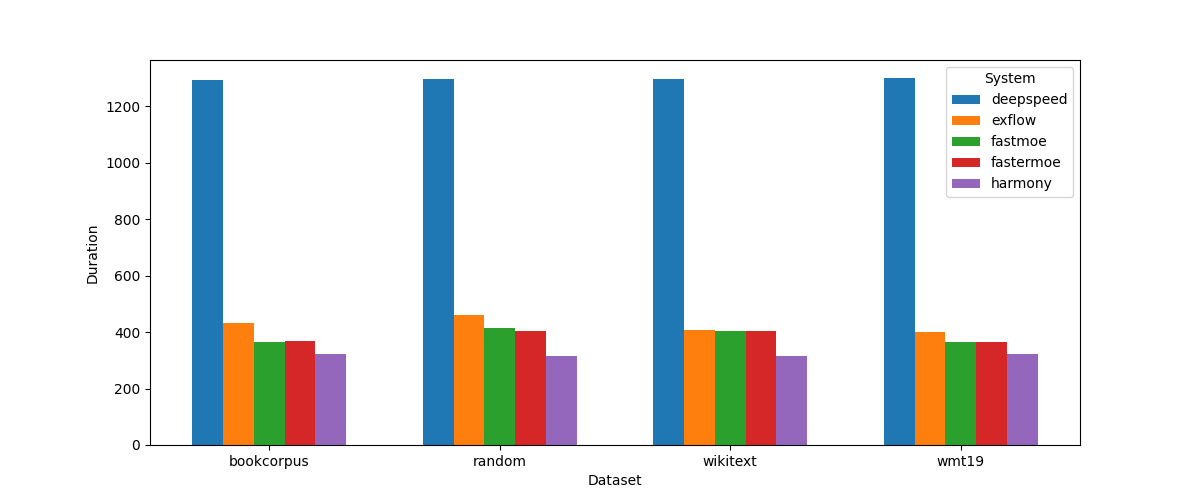 1200
1000
800
600
400
200
0
Duration
bookcorpus random wikitext wmt19
Dataset
System
deepspeed
exflow
fastmoe
fastermoe
harmony